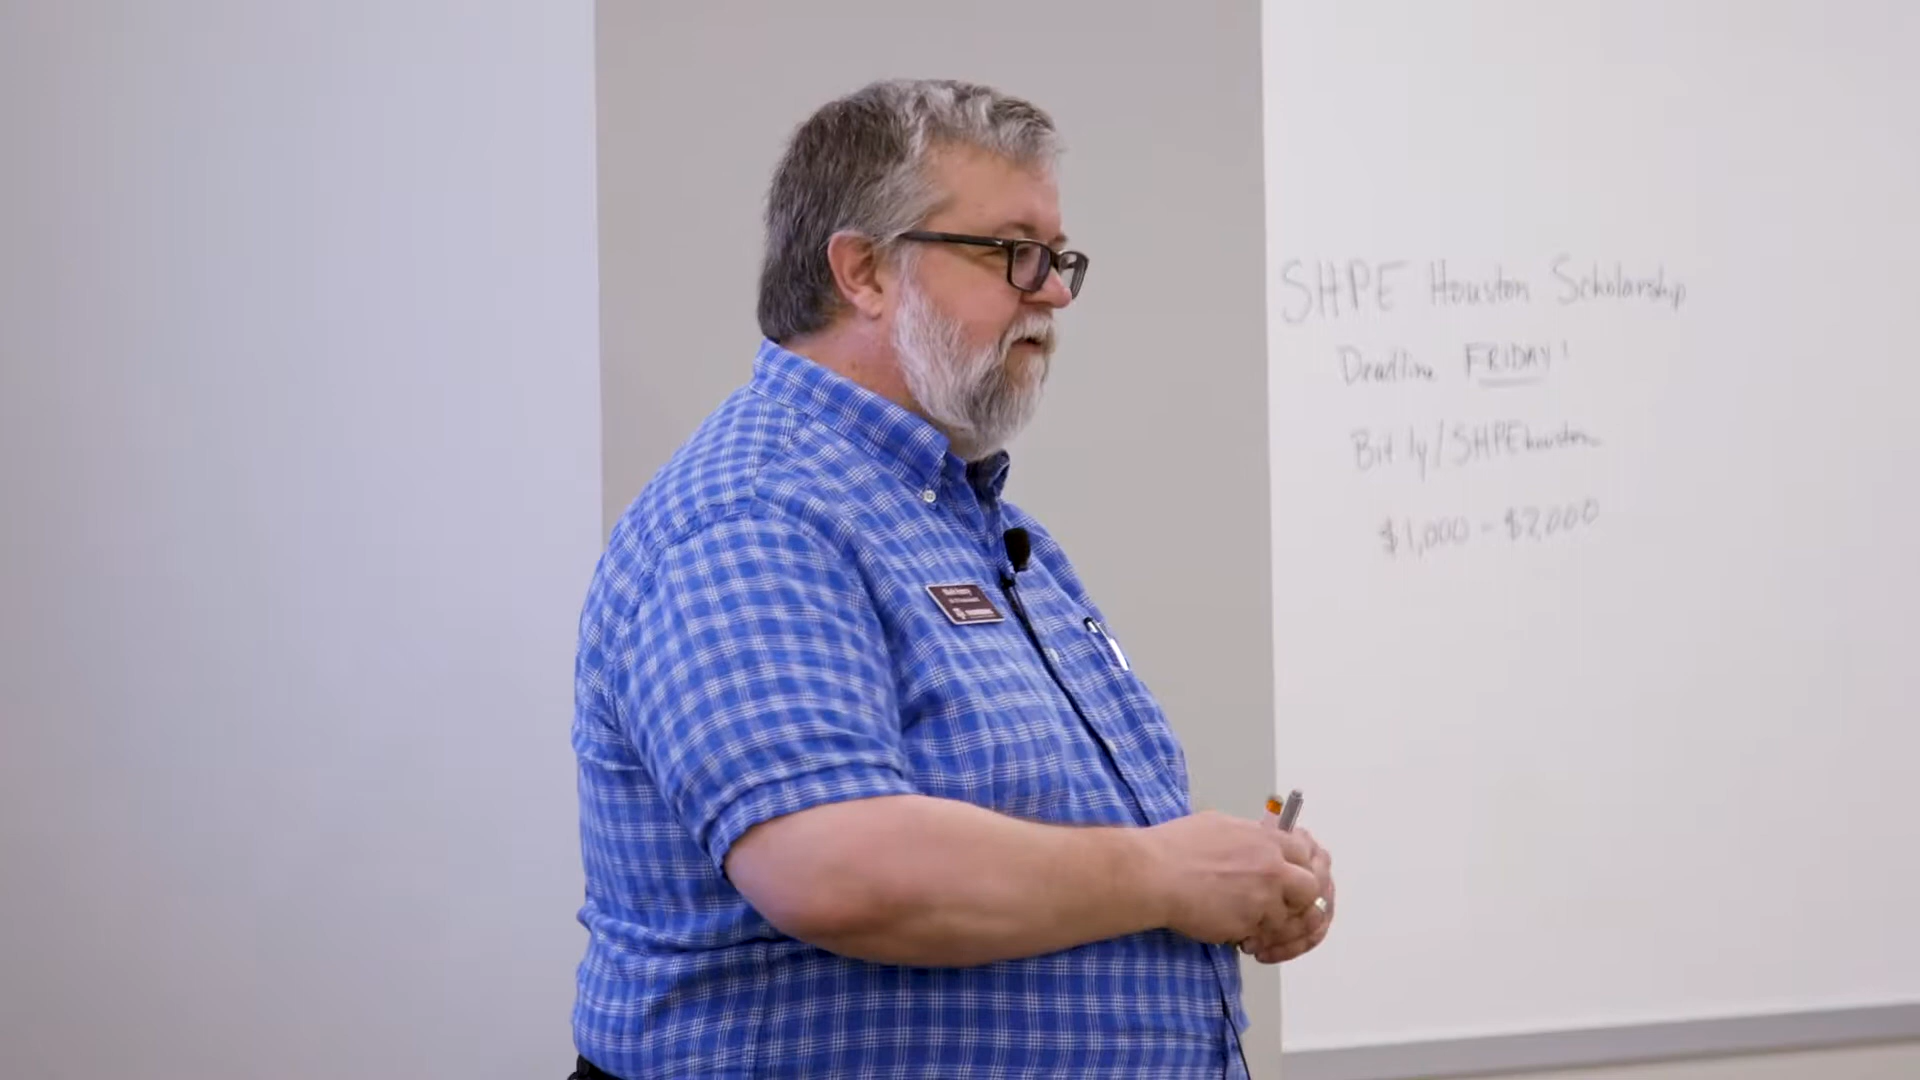 SHPE Houston Scholarship
Deadline FRIDAY!
Bit ly/SHPEhouston
$1,000 - $2,000